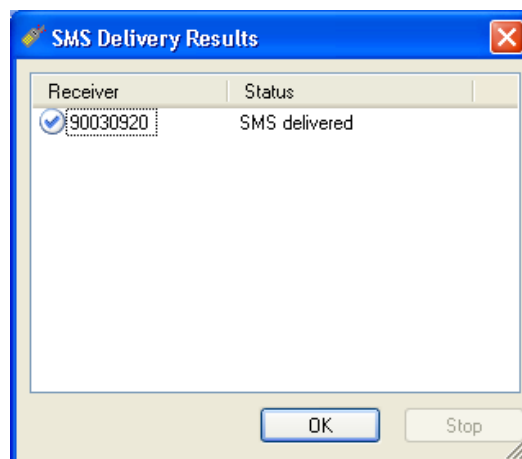 SMS Delivery Results
Receiver Status
90030920 SMS delivered
OK Stop